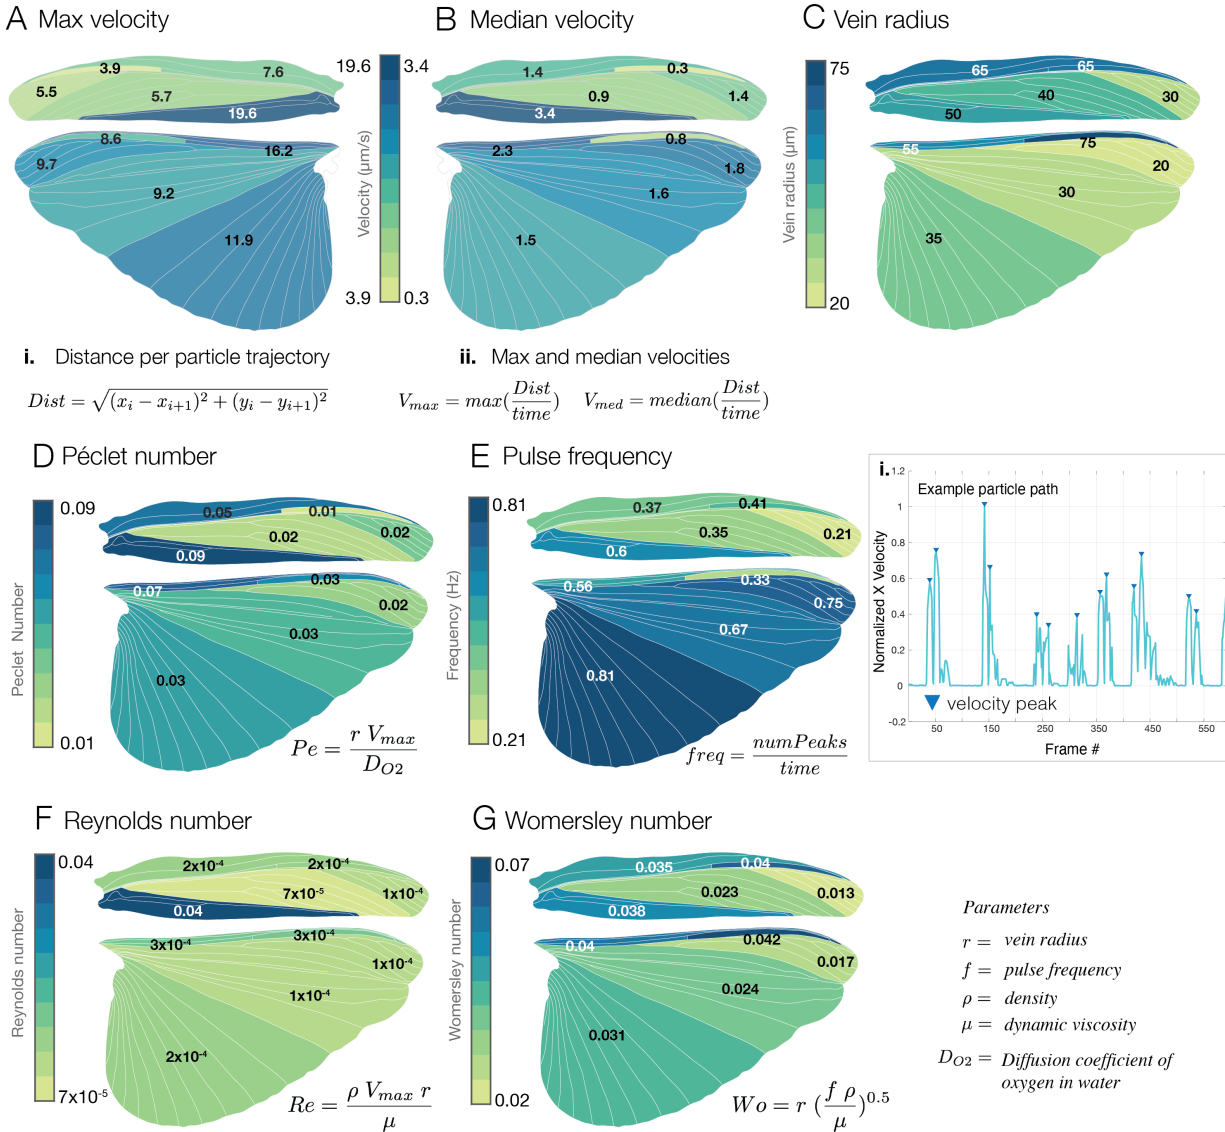 A Max velocity
3.9
7.6
5.5
5.7
19.6
8.6
16.2
9.7
9.2
11.9
19.6
3.4
Velocity (µm/s)
3.9
0.3
B Median velocity
1.4
0.3
0.9
1.4
3.4
0.8
2.3
1.8
1.6
1.5
C Vein radius
75
Vein radius (µm)
20
65
65
40
30
50
75
55
20
30
35
i. Distance per particle trajectory
Dist = √(x_i − x_{i+1})² + (y_i − y_{i+1})²
ii. Max and median velocities
V_max = max(Dist/time)
V_med = median(Dist/time)
D Péclet number
0.09
Peclet Number
0.01
0.05
0.01
0.02
0.02
0.09
0.03
0.07
0.02
0.03
0.03
Pe = r V_max / D_O2
E Pulse frequency
0.81
Frequency (Hz)
0.21
0.37
0.41
0.35
0.21
0.6
0.33
0.56
0.75
0.67
0.81
freq = numPeaks / time
i.
1.2
Example particle path
1
0.8
0.6
0.4
0.2
0
-0.2
Normalized X Velocity
velocity peak
50
150
250
350
450
550
Frame #
F Reynolds number
0.04
Reynolds number
7x10⁻⁵
2x10⁻⁴
2x10⁻⁴
7x10⁻⁵
1x10⁻⁴
0.04
3x10⁻⁴
3x10⁻⁴
1x10⁻⁴
1x10⁻⁴
2x10⁻⁴
Re = ρ V_max r / µ
G Womersley number
0.07
Womersley number
0.02
0.035
0.04
0.023
0.013
0.038
0.042
0.04
0.017
0.024
0.031
Wo = r (f ρ / µ)^0.5
Parameters
r = vein radius
f = pulse frequency
ρ = density
µ = dynamic viscosity
D_O2 = Diffusion coefficient of
oxygen in water